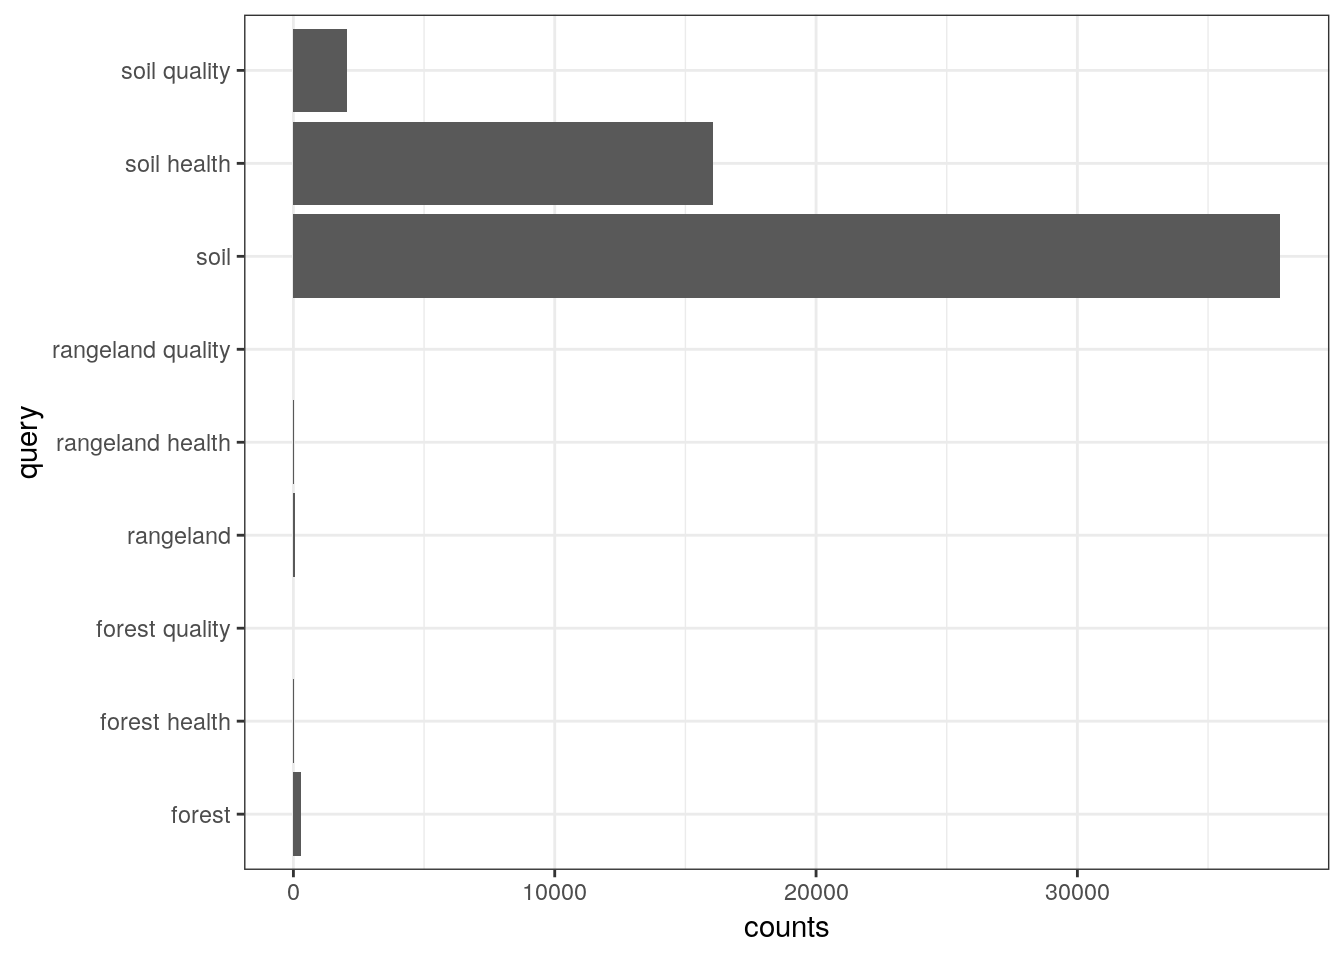 soil quality
soil health
soil
rangeland quality
rangeland health
rangeland
forest quality
forest health
forest
query
0 10000 20000 30000
counts